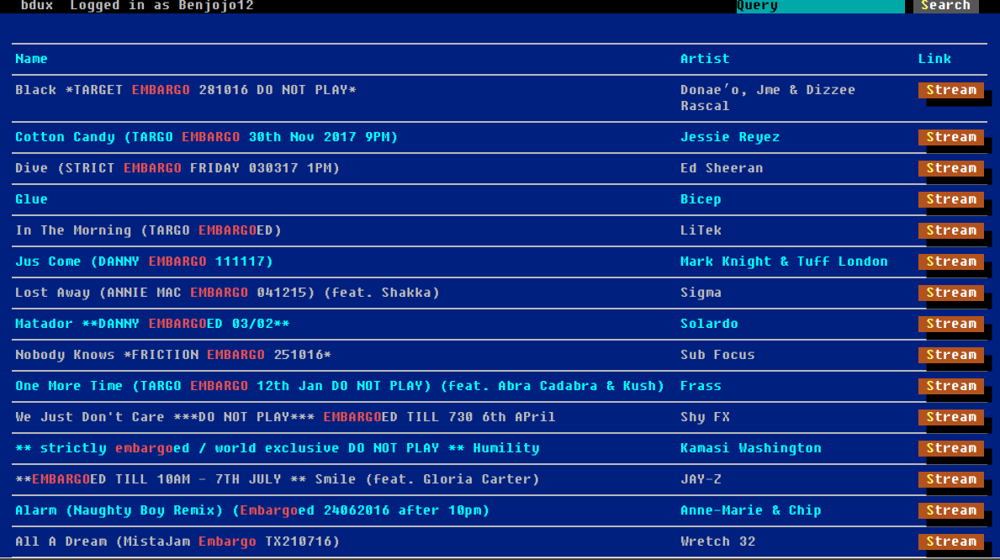 bdux Logged in as Benjojo12 Query Search
Name Artist Link
Black *TARGET EMBARGO 281016 DO NOT PLAY* Donae'o, Jme & Dizzee Stream
Rascal
Cotton Candy (TARGO EMBARGO 30th Nov 2017 9PM) Jessie Reyez Stream
Dive (STRICT EMBARGO FRIDAY 030317 1PM) Ed Sheeran Stream
Glue Bicep Stream
In The Morning (TARGO EMBARGOED) LiTek Stream
Jus Come (DANNY EMBARGO 111117) Mark Knight & Tuff London Stream
Lost Away (ANNIE MAC EMBARGO 041215) (feat. Shakka) Sigma Stream
Matador **DANNY EMBARGOED 03/02** Solardo Stream
Nobody Knows *FRICTION EMBARGO 251016* Sub Focus Stream
One More Time (TARGO EMBARGO 12th Jan DO NOT PLAY) (feat. Abra Cadabra & Kush) Frass Stream
We Just Don't Care ***DO NOT PLAY*** EMBARGOED TILL 730 6th APril Shy FX Stream
** strictly embargoed / world exclusive DO NOT PLAY ** Humility Kamasi Washington Stream
**EMBARGOED TILL 10AM - 7TH JULY ** Smile (feat. Gloria Carter) JAY-Z Stream
Alarm (Naughty Boy Remix) (Embargoed 24062016 after 10pm) Anne-Marie & Chip Stream
All A Dream (MistaJam Embargo TX210716) Wretch 32 Stream